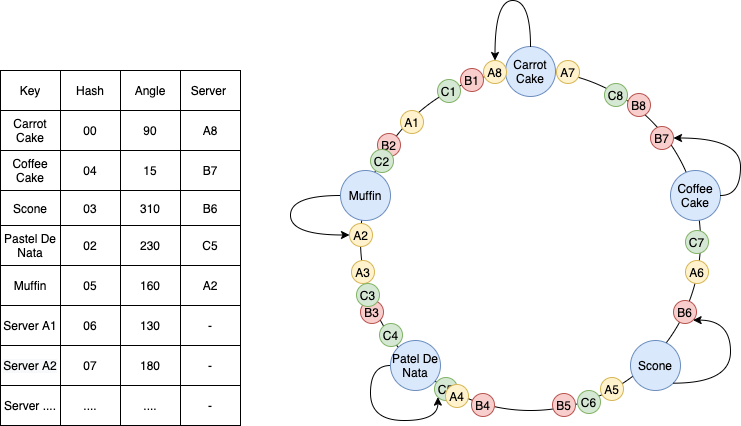 Key Hash Angle Server
Carrot
Cake 00 90 A8
Coffee
Cake 04 15 B7
Scone 03 310 B6
Pastel De
Nata 02 230 C5
Muffin 05 160 A2
Server A1 06 130 -
Server A2 07 180 -
Server .... .... .... -
Carrot
Cake
A7
C8
B8
B7
Coffee
Cake
C7
A6
B6
Scone
A5
C6
B5
B4
A4
Patel De
Nata
C4
B3
C3
A3
A2
Muffin
C2
B2
A1
C1
B1
A8